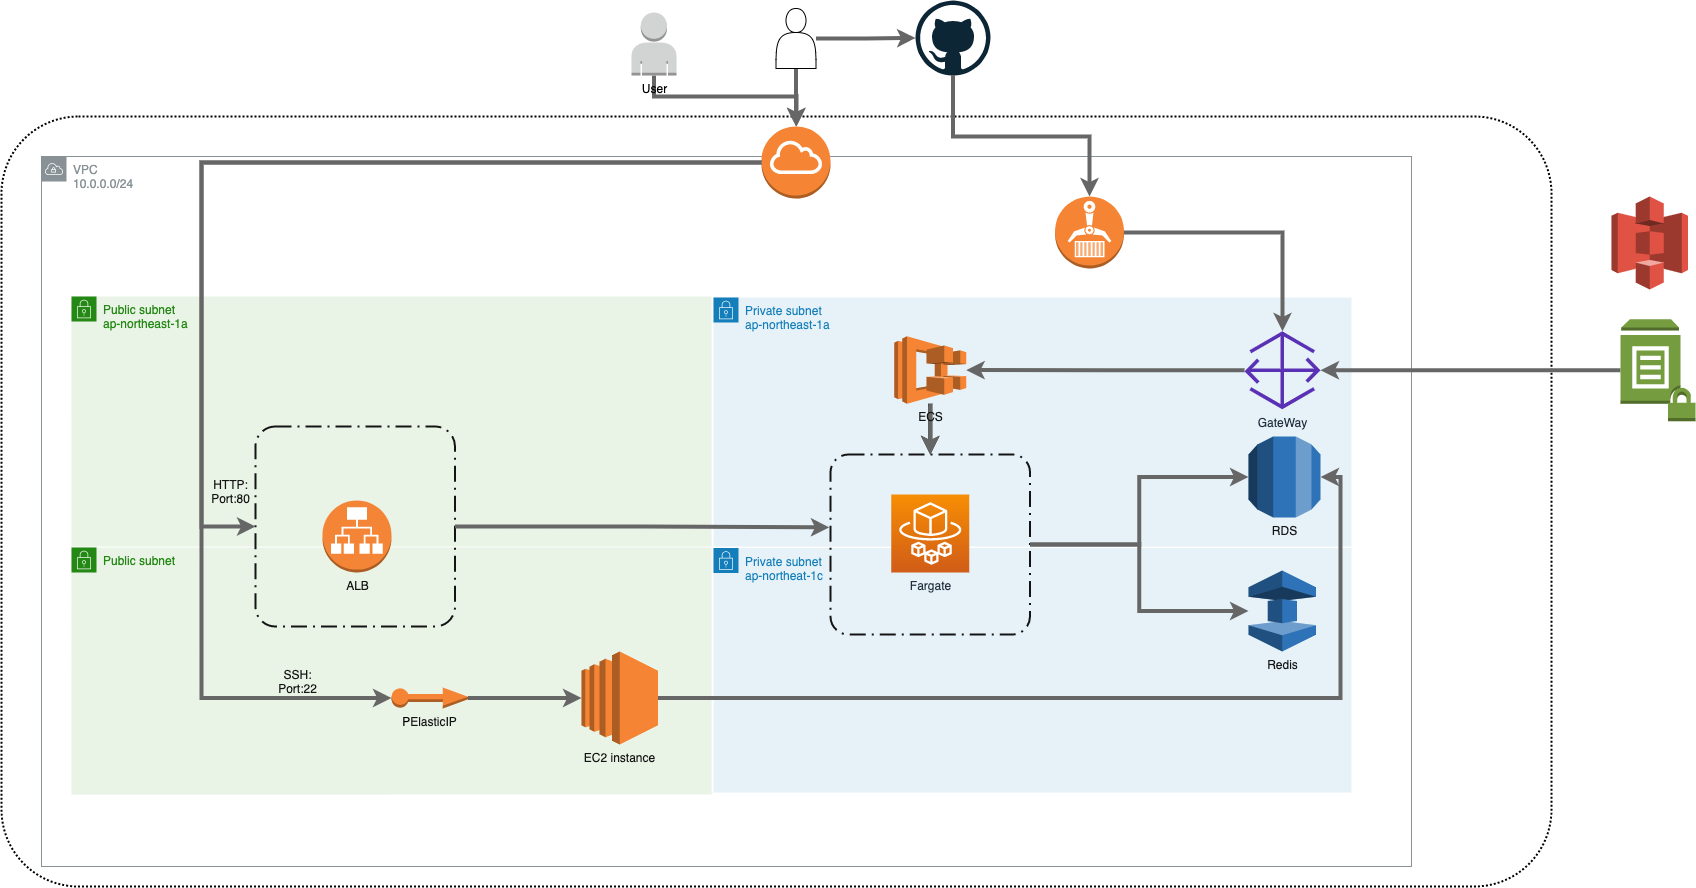 User
VPC
10.0.0.0/24
Public subnet
ap-northeast-1a
Private subnet
ap-northeast-1a
ECS
GateWay
HTTP:
Port:80
RDS
Public subnet
Private subnet
ap-northeat-1c
ALB
Fargate
Redis
SSH:
Port:22
PElasticIP
EC2 instance